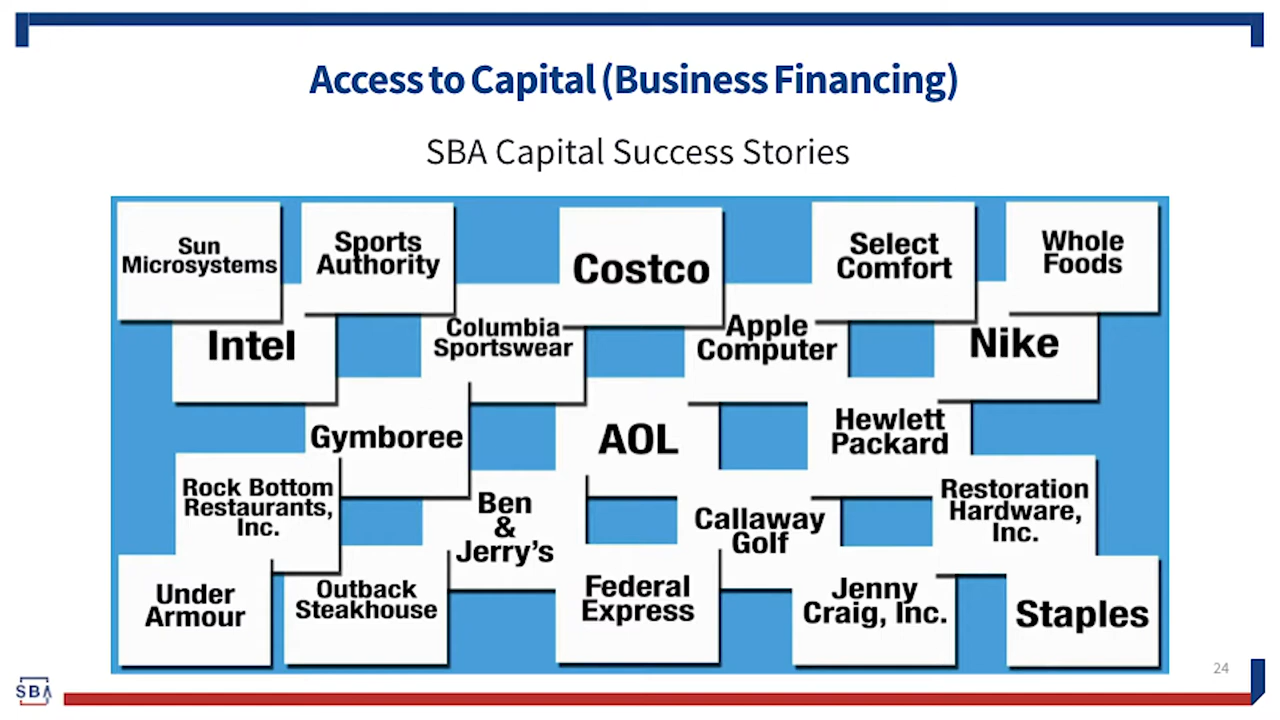 Access to Capital (Business Financing)
SBA Capital Success Stories
Sun
Microsystems
Sports
Authority
Costco
Select
Comfort
Whole
Foods
Intel
Columbia
Sportswear
Apple
Computer
Nike
Gymboree
AOL
Hewlett
Packard
Rock Bottom
Restaurants,
Inc.
Ben
&
Jerry's
Callaway
Golf
Restoration
Hardware,
Inc.
Under
Armour
Outback
Steakhouse
Federal
Express
Jenny
Craig, Inc.
Staples
24
SBA